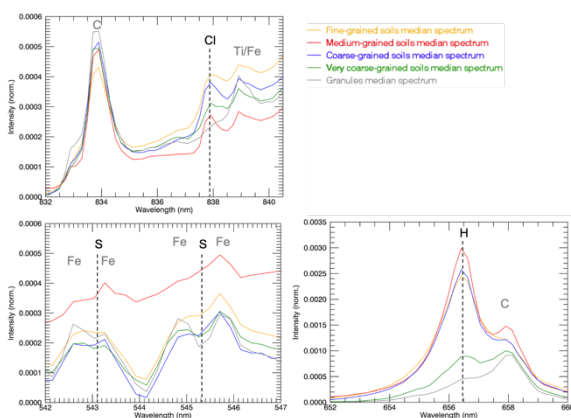 C
Cl
Ti/Fe
0.0006
0.0005
0.0004
0.0003
0.0002
0.0001
0.0000
Intensity (norm.)
832 834 836 838 840
Wavelength (nm)
Fine-grained soils median spectrum
Medium-grained soils median spectrum
Coarse-grained soils median spectrum
Very coarse-grained soils median spectrum
Granules median spectrum
0.0006
0.0005
0.0004
0.0003
0.0002
0.0001
0.0000
Intensity (norm.)
S
Fe Fe
S
Fe Fe
542 543 544 545 546 547
Wavelength (nm)
0.0035
0.0030
0.0025
0.0020
0.0015
0.0010
0.0005
0.0000
Intensity (norm.)
H
C
652 654 656 658
Wavelength (nm)